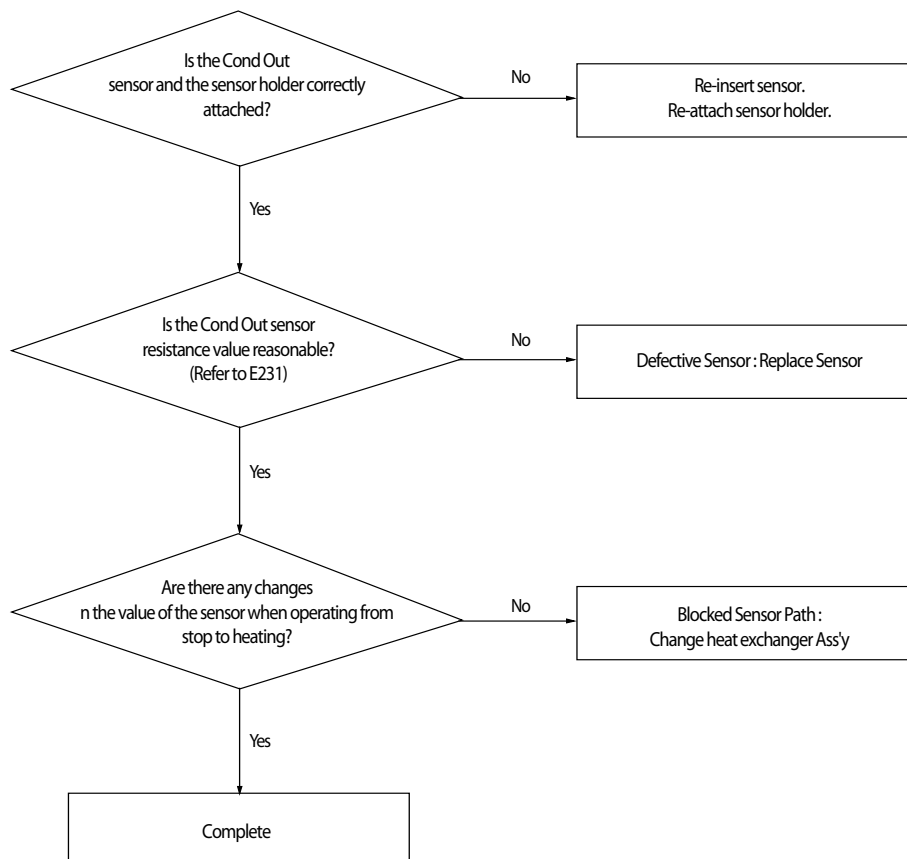 Is the Cond Out
sensor and the sensor holder correctly
attached?
No
Re-insert sensor.
Re-attach sensor holder.
Yes
Is the Cond Out sensor
resistance value reasonable?
(Refer to E231)
No
Defective Sensor : Replace Sensor
Yes
Are there any changes
n the value of the sensor when operating from
stop to heating?
No
Blocked Sensor Path :
Change heat exchanger Ass'y
Yes
Complete